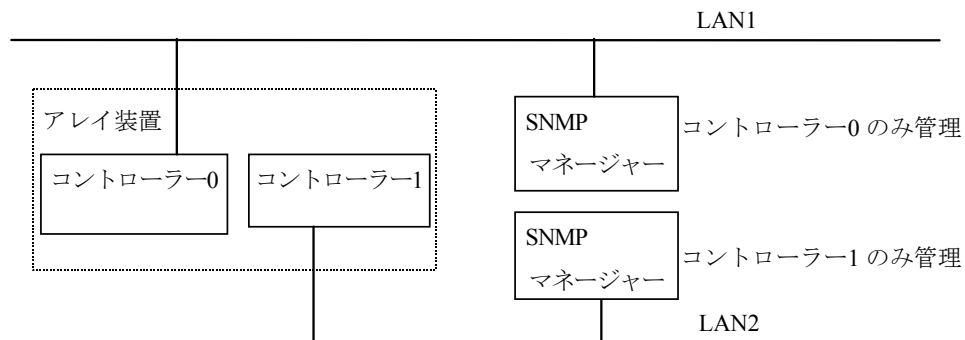 LAN1
アレイ装置
コントローラー0
コントローラー1
SNMP
マネージャー
コントローラー0 のみ管理
SNMP
マネージャー
コントローラー1 のみ管理
LAN2